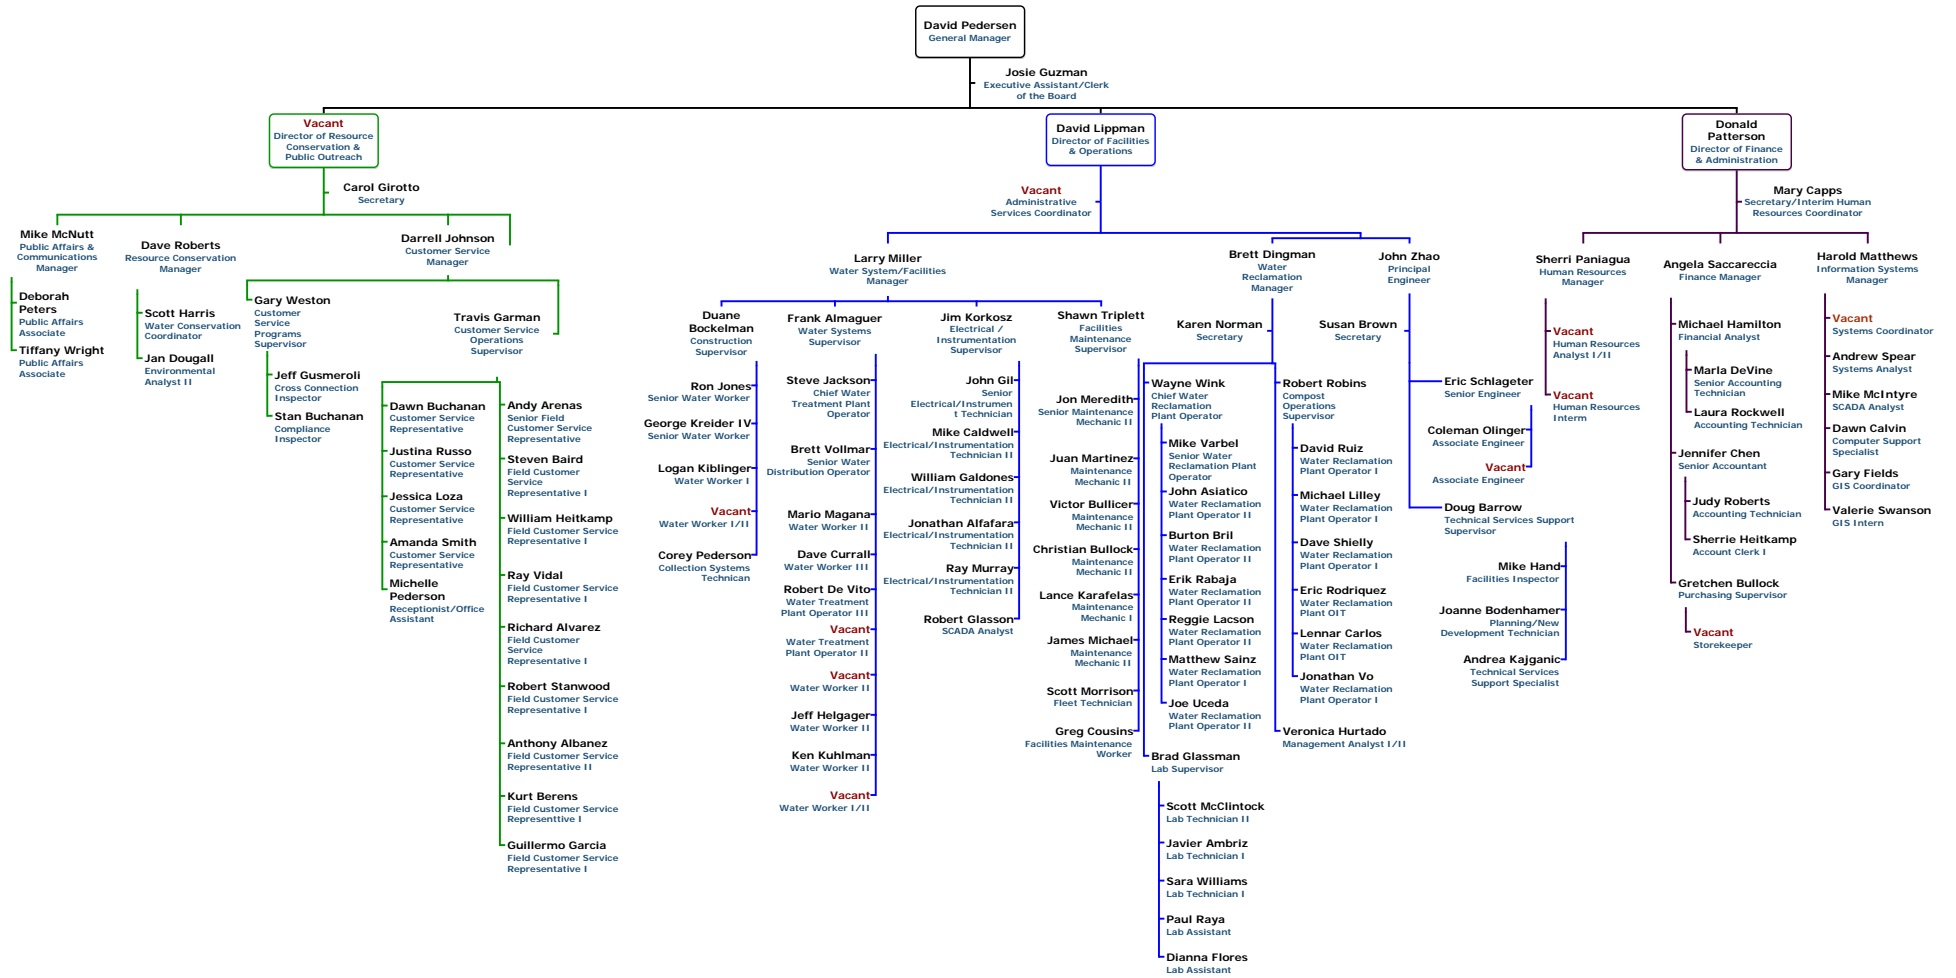 David Pedersen
General Manager
Josie Guzman
Executive Assistant/Clerk
of the Board
Vacant
Director of Resource
Conservation &
Public Outreach
Carol Girotto
Secretary
Mike McNutt
Public Affairs &
Communications
Manager
Deborah
Peters
Public Affairs
Associate
Tiffany Wright
Public Affairs
Associate
Dave Roberts
Resource Conservation
Manager
Scott Harris
Water Conservation
Coordinator
Jan Dougall
Environmental
Analyst II
Darrell Johnson
Customer Service
Manager
Gary Weston
Customer
Service
Programs
Supervisor
Jeff Gusmeroli
Cross Connection
Inspector
Stan Buchanan
Compliance
Inspector
Travis Garman
Customer Service
Operations
Supervisor
Dawn Buchanan
Customer Service
Representative
Justina Russo
Customer Service
Representative
Jessica Loza
Customer Service
Representative
Amanda Smith
Customer Service
Representative
Michelle
Pederson
Receptionist/Office
Assistant
Andy Arenas
Senior Field
Customer Service
Representative
Steven Baird
Field Customer
Service
Representative I
William Heitkamp
Field Customer Service
Representative I
Ray Vidal
Field Customer Service
Representative I
Richard Alvarez
Field Customer
Service
Representative I
Robert Stanwood
Field Customer Service
Representative I
Anthony Albanez
Field Customer Service
Representative II
Kurt Berens
Field Customer Service
Representtive I
Guillermo Garcia
Field Customer Service
Representative I
David Lippman
Director of Facilities
& Operations
Vacant
Administrative
Services Coordinator
Larry Miller
Water System/Facilities
Manager
Duane
Bockelman
Construction
Supervisor
Ron Jones
Senior Water Worker
George Kreider IV
Senior Water Worker
Logan Kiblinger
Water Worker I
Vacant
Water Worker I/II
Corey Pederson
Collection Systems
Technican
Frank Almaguer
Water Systems
Supervisor
Steve Jackson
Chief Water
Treatment Plant
Operator
Brett Vollmar
Senior Water
Distribution Operator
Mario Magana
Water Worker II
Dave Currall
Water Worker III
Robert De Vito
Water Treatment
Plant Operator III
Vacant
Water Treatment
Plant Operator II
Vacant
Water Worker II
Jeff Helgager
Water Worker II
Ken Kuhlman
Water Worker II
Vacant
Water Worker I/II
Jim Korkosz
Electrical /
Instrumentation
Supervisor
John Gil
Senior
Electrical/Instrumen
t Technician
Mike Caldwell
Electrical/Instrumentation
Technician II
William Galdones
Electrical/Instrumentation
Technician II
Jonathan Alfafara
Electrical/Instrumentation
Technician II
Ray Murray
Electrical/Instrumentation
Technician II
Robert Glasson
SCADA Analyst
Shawn Triplett
Facilities
Maintenance
Supervisor
Jon Meredith
Senior Maintenance
Mechanic II
Juan Martinez
Maintenance
Mechanic II
Victor Bullicer
Maintenance
Mechanic II
Christian Bullock
Maintenance
Mechanic II
Lance Karafelas
Maintenance
Mechanic I
James Michael
Maintenance
Mechanic II
Scott Morrison
Fleet Technician
Greg Cousins
Facilities Maintenance
Worker
Brett Dingman
Water
Reclamation
Manager
Karen Norman
Secretary
Wayne Wink
Chief Water
Reclamation
Plant Operator
Mike Varbel
Senior Water
Reclamation Plant
Operator
John Asiatico
Water Reclamation
Plant Operator II
Burton Bril
Water Reclamation
Plant Operator II
Erik Rabaja
Water Reclamation
Plant Operator II
Reggie Lacson
Water Reclamation
Plant Operator II
Matthew Sainz
Water Reclamation
Plant Operator I
Joe Uceda
Water Reclamation
Plant Operator II
Brad Glassman
Lab Supervisor
Scott McClintock
Lab Technician II
Javier Ambriz
Lab Technician I
Sara Williams
Lab Technician I
Paul Raya
Lab Assistant
Dianna Flores
Lab Assistant
Robert Robins
Compost
Operations
Supervisor
David Ruiz
Water Reclamation
Plant Operator I
Michael Lilley
Water Reclamation
Plant Operator I
Dave Shielly
Water Reclamation
Plant Operator I
Eric Rodriquez
Water Reclamation
Plant OIT
Lennar Carlos
Water Reclamation
Plant OIT
Jonathan Vo
Water Reclamation
Plant Operator I
Veronica Hurtado
Management Analyst I/II
John Zhao
Principal
Engineer
Susan Brown
Secretary
Eric Schlageter
Senior Engineer
Coleman Olinger
Associate Engineer
Vacant
Associate Engineer
Doug Barrow
Technical Services Support
Supervisor
Mike Hand
Facilities Inspector
Joanne Bodenhamer
Planning/New
Development Technician
Andrea Kajganic
Technical Services
Support Specialist
Donald
Patterson
Director of Finance
& Administration
Mary Capps
Secretary/Interim Human
Resources Coordinator
Sherri Paniagua
Human Resources
Manager
Vacant
Human Resources
Analyst I/II
Vacant
Human Resources
Interm
Angela Saccareccia
Finance Manager
Michael Hamilton
Financial Analyst
Marla DeVine
Senior Accounting
Technician
Laura Rockwell
Accounting Technician
Jennifer Chen
Senior Accountant
Judy Roberts
Accounting Technician
Sherrie Heitkamp
Account Clerk I
Gretchen Bullock
Purchasing Supervisor
Vacant
Storekeeper
Harold Matthews
Information Systems
Manager
Vacant
Systems Coordinator
Andrew Spear
Systems Analyst
Mike McIntyre
SCADA Analyst
Dawn Calvin
Computer Support
Specialist
Gary Fields
GIS Coordinator
Valerie Swanson
GIS Intern